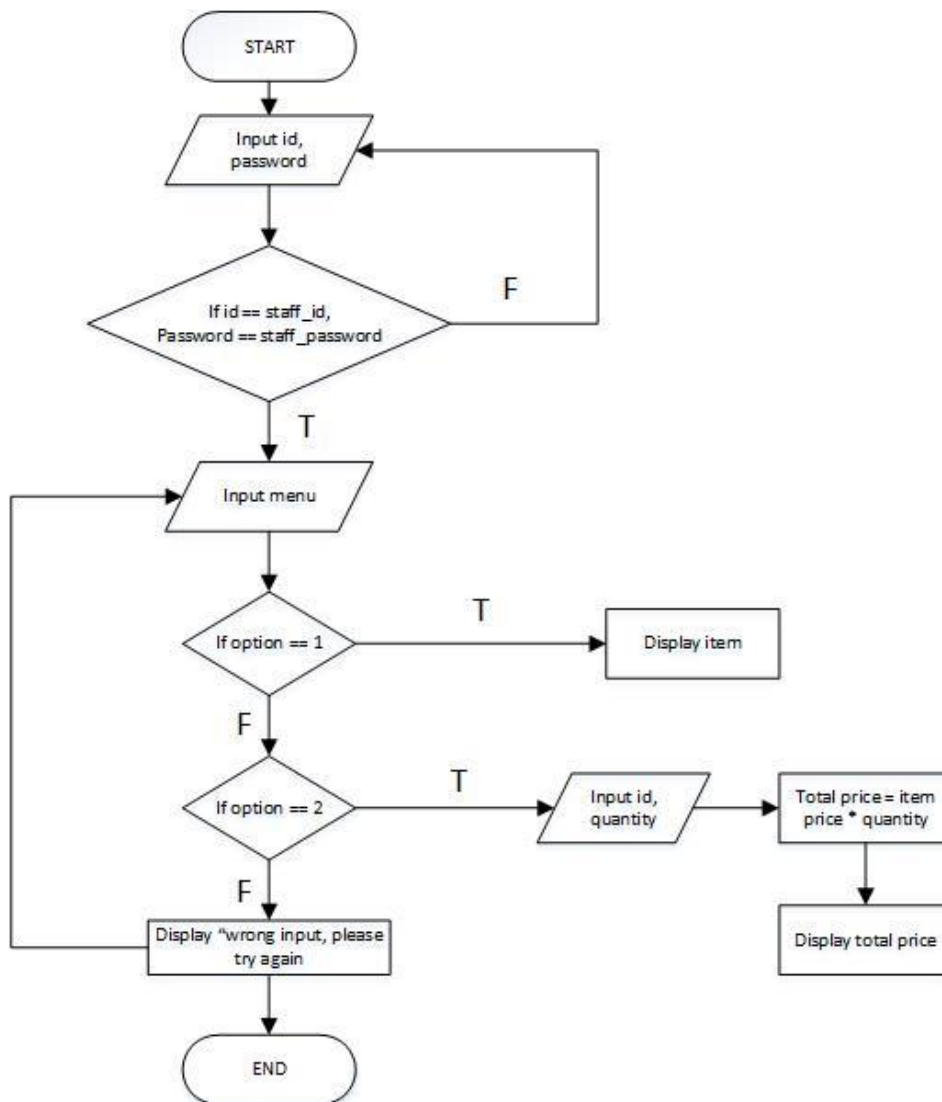 START
Input id,
password
F
If id == staff_id,
Password == staff_password
T
Input menu
T
If option == 1
Display item
F
T
If option == 2
Input id,
quantity
Total price = item
price * quantity
F
Display "wrong input, please
try again
Display total price
END